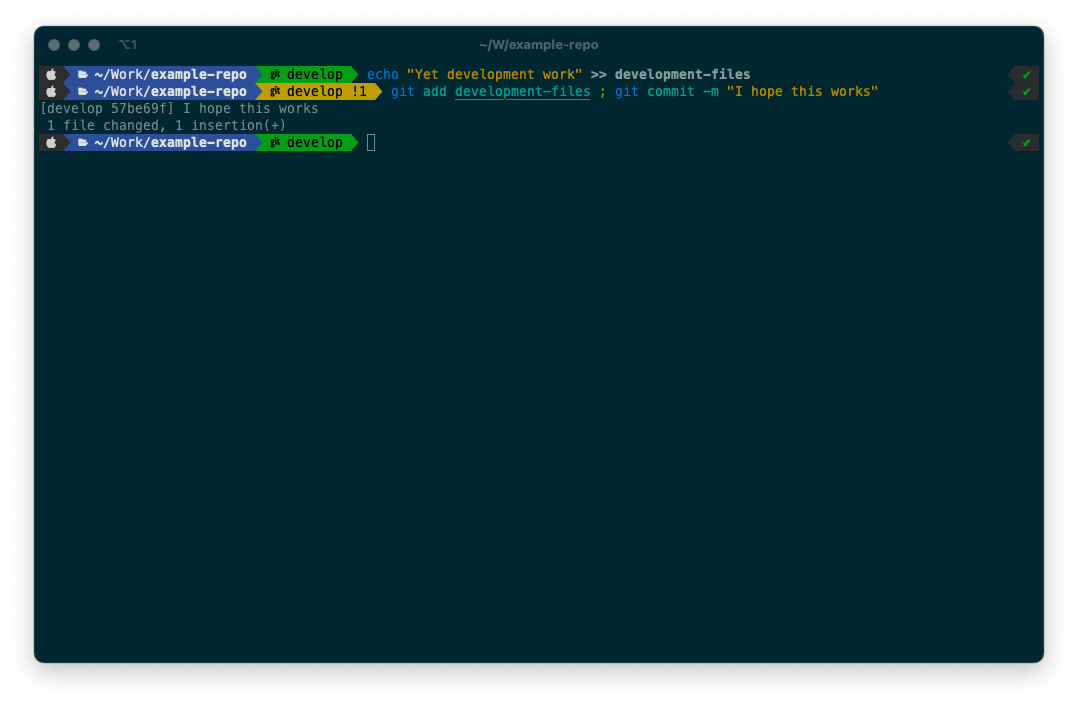 ⌥1
~/W/example-repo
~/Work/example-repo git develop echo "Yet development work" >> development-files ✔
~/Work/example-repo git develop !1 git add development-files ; git commit -m "I hope this works" ✔
[develop 57be69f] I hope this works
1 file changed, 1 insertion(+)
~/Work/example-repo git develop ✔